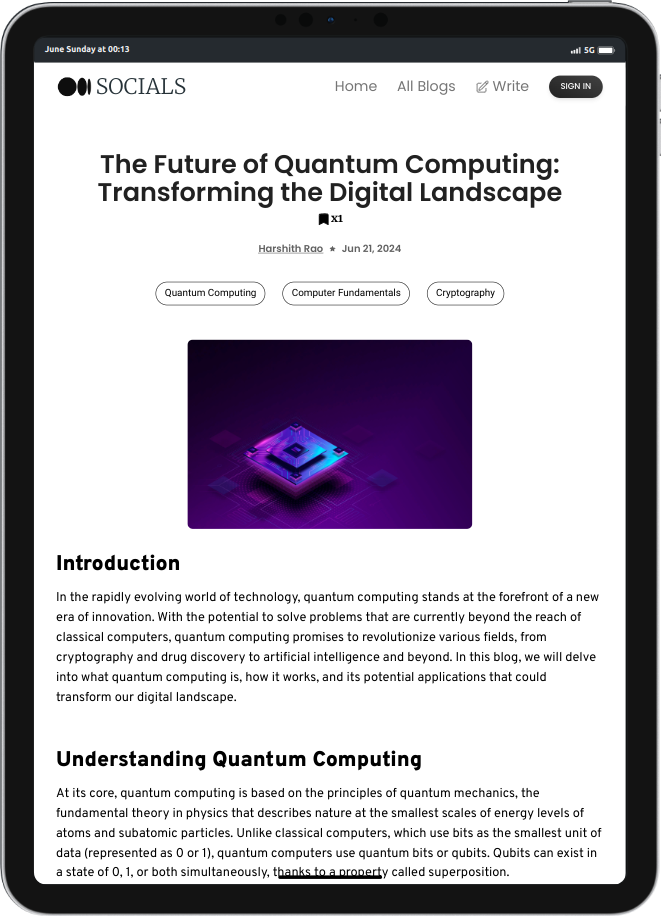 June Sunday at 00:13
5G
SOCIALS
Home
All Blogs
Write
SIGN IN
The Future of Quantum Computing:
Transforming the Digital Landscape
x1
Harshith Rao ★ Jun 21, 2024
Quantum Computing
Computer Fundamentals
Cryptography
Introduction
In the rapidly evolving world of technology, quantum computing stands at the forefront of a new
era of innovation. With the potential to solve problems that are currently beyond the reach of
classical computers, quantum computing promises to revolutionize various fields, from
cryptography and drug discovery to artificial intelligence and beyond. In this blog, we will delve
into what quantum computing is, how it works, and its potential applications that could
transform our digital landscape.
Understanding Quantum Computing
At its core, quantum computing is based on the principles of quantum mechanics, the
fundamental theory in physics that describes nature at the smallest scales of energy levels of
atoms and subatomic particles. Unlike classical computers, which use bits as the smallest unit of
data (represented as 0 or 1), quantum computers use quantum bits or qubits. Qubits can exist in
a state of 0, 1, or both simultaneously, thanks to a property called superposition.